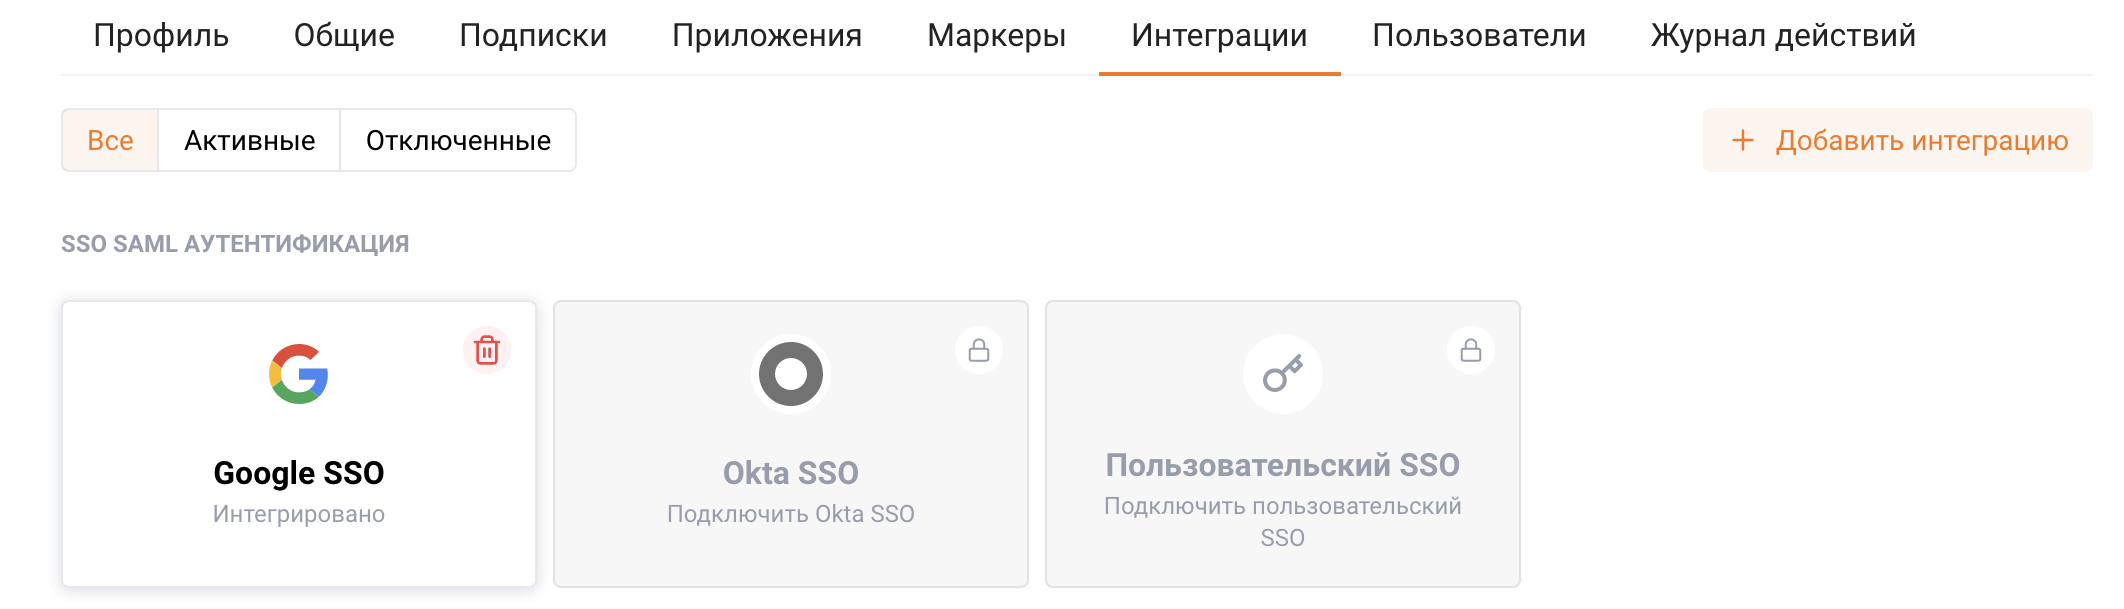 Профиль Общие Подписки Приложения Маркеры Интеграции Пользователи Журнал действий
Все Активные Отключенные + Добавить интеграцию
SSO SAML АУТЕНТИФИКАЦИЯ
Google SSO
Интегрировано
Okta SSO
Подключить Okta SSO
Пользовательский SSO
Подключить пользовательский
SSO